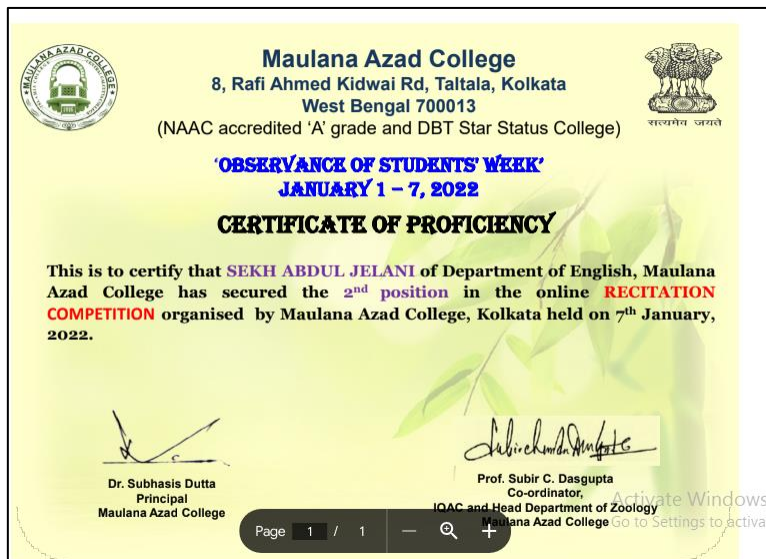 MAULANA AZAD COLLEGE
Maulana Azad College
8, Rafi Ahmed Kidwai Rd, Taltala, Kolkata
West Bengal 700013
(NAAC accredited ‘A’ grade and DBT Star Status College)
सत्यमेव जयते
‘OBSERVANCE OF STUDENTS’ WEEK’
JANUARY 1 – 7, 2022
CERTIFICATE OF PROFICIENCY
This is to certify that SEKH ABDUL JELANI of Department of English, Maulana
Azad College has secured the 2nd position in the online RECITATION
COMPETITION organised by Maulana Azad College, Kolkata held on 7th January,
2022.
Dr. Subhasis Dutta
Principal
Maulana Azad College
Prof. Subir C. Dasgupta
Co-ordinator,
IQAC and Head Department of Zoology
Maulana Azad College
Activate Windows
Go to Settings to activa
Page 1 / 1